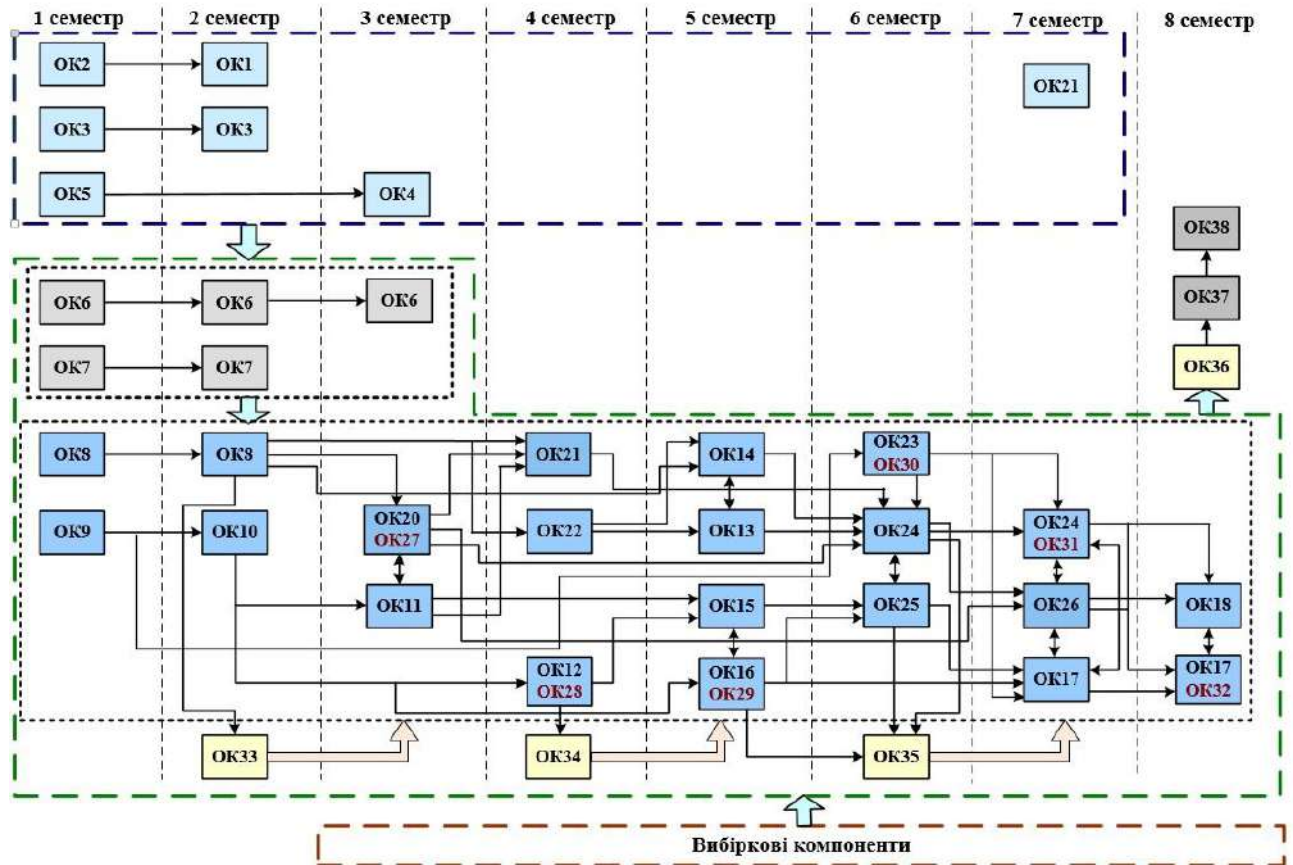 1 семестр
2 семестр
3 семестр
4 семестр
5 семестр
6 семестр
7 семестр
8 семестр
ОК2
ОК1
ОК21
ОК3
ОК3
ОК5
ОК4
ОК38
ОК6
ОК6
ОК6
ОК37
ОК7
ОК7
ОК36
ОК8
ОК8
ОК21
ОК14
ОК23
ОК30
ОК9
ОК10
ОК20
ОК27
ОК22
ОК13
ОК24
ОК24
ОК31
ОК11
ОК15
ОК25
ОК26
ОК18
ОК12
ОК28
ОК16
ОК29
ОК17
ОК17
ОК32
ОК33
ОК34
ОК35
Вибіркові компоненти